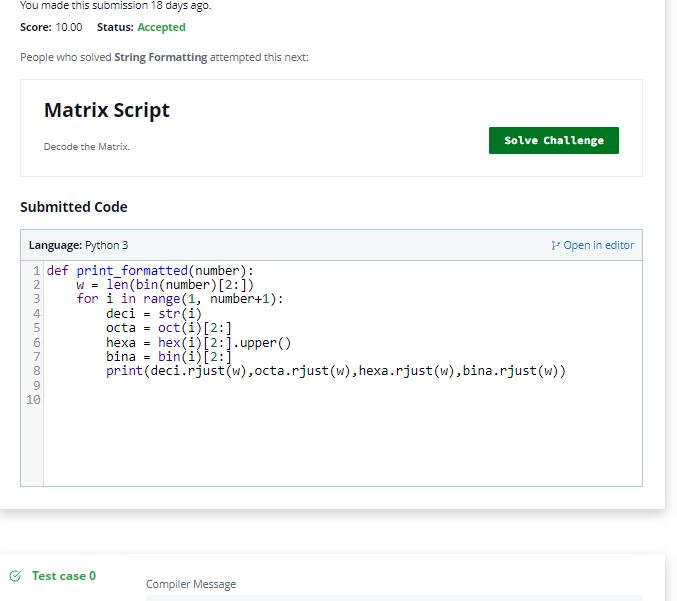 You made this submission 18 days ago.
Score: 10.00 Status: Accepted
People who solved String Formatting attempted this next:
Matrix Script
Decode the Matrix.
Solve Challenge
Submitted Code
Language: Python 3
Open in editor
1 def print_formatted(number):
2     w = len(bin(number)[2:])
3     for i in range(1, number+1):
4         deci = str(i)
5         octa = oct(i)[2:]
6         hexa = hex(i)[2:].upper()
7         bina = bin(i)[2:]
8         print(deci.rjust(w),octa.rjust(w),hexa.rjust(w),bina.rjust(w))
9
10
Test case 0
Compiler Message